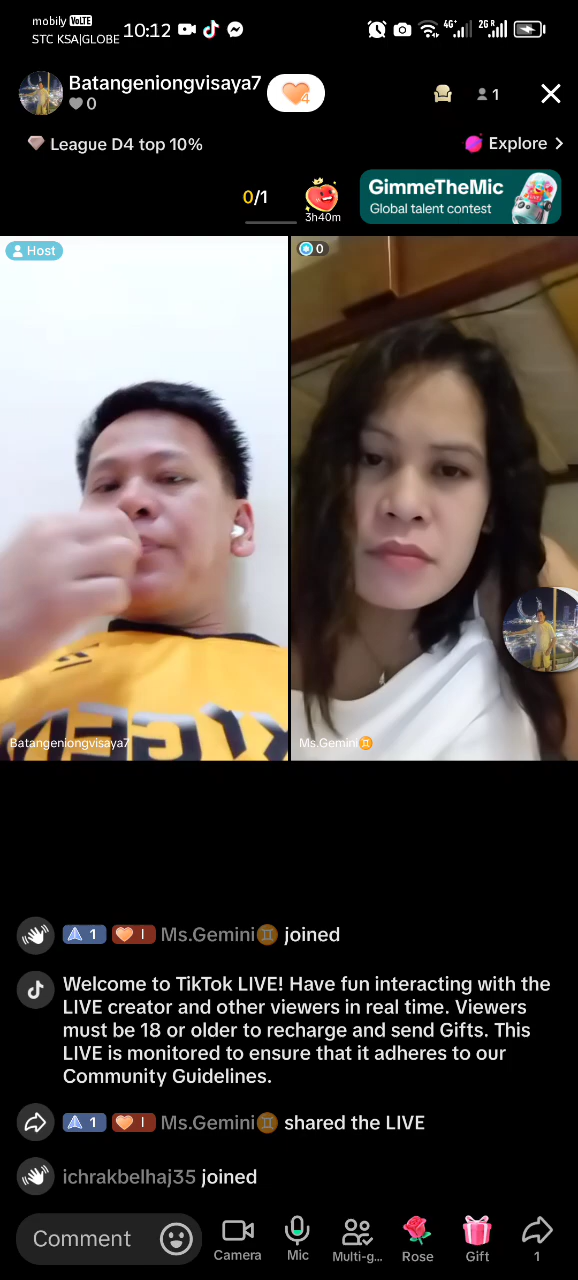 mobily VoLTE
STC KSA|GLOBE
10:12
4G+
2G R
Batangeniongvisaya7
0
4
1
League D4 top 10%
Explore
0/1
3h40m
GimmeTheMic
Global talent contest
Host
0
Batangeniongvisaya7
Ms.Gemini♊
1 I Ms.Gemini♊ joined
Welcome to TikTok LIVE! Have fun interacting with the
LIVE creator and other viewers in real time. Viewers
must be 18 or older to recharge and send Gifts. This
LIVE is monitored to ensure that it adheres to our
Community Guidelines.
1 I Ms.Gemini♊ shared the LIVE
ichrakbelhaj35 joined
Comment
Camera
Mic
Multi-g...
Rose
Gift
1